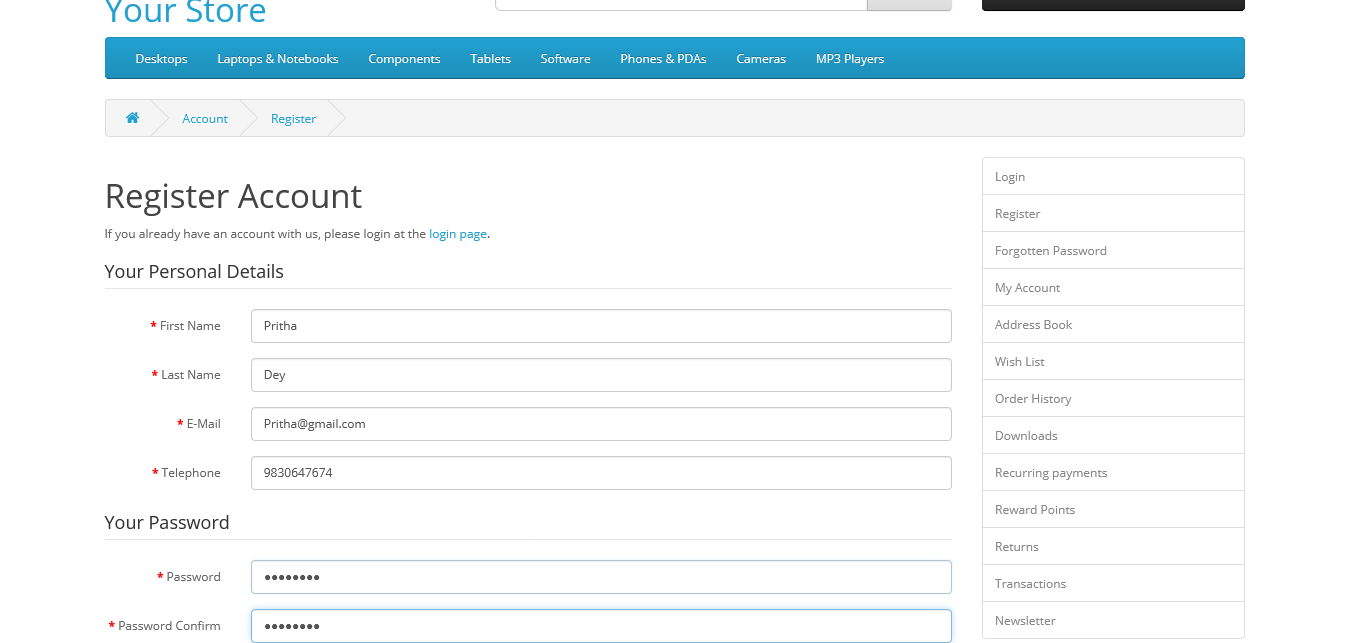 Your Store
Desktops Laptops & Notebooks Components Tablets Software Phones & PDAs Cameras MP3 Players
Account Register
Register Account
If you already have an account with us, please login at the login page.
Your Personal Details
* First Name Pritha
* Last Name Dey
* E-Mail Pritha@gmail.com
* Telephone 9830647674
Your Password
* Password ••••••••
* Password Confirm ••••••••
Login
Register
Forgotten Password
My Account
Address Book
Wish List
Order History
Downloads
Recurring payments
Reward Points
Returns
Transactions
Newsletter